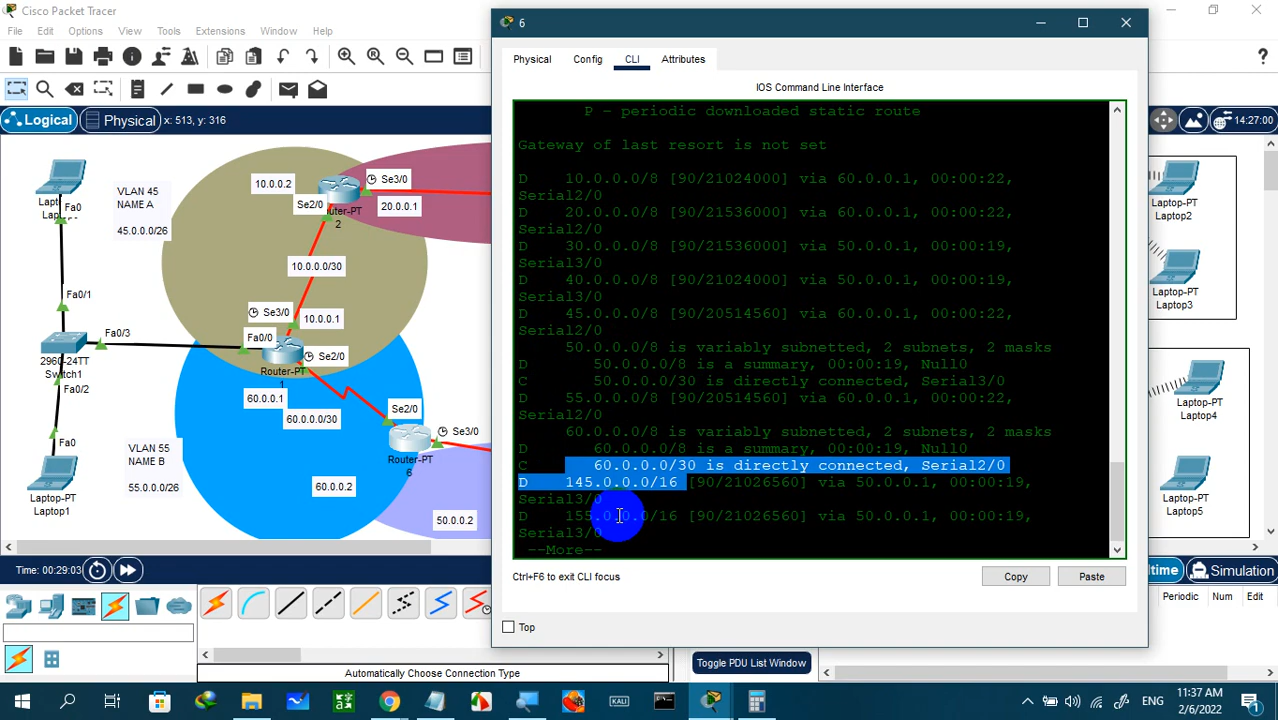 Cisco Packet Tracer
File Edit Options View Tools Extensions Window Help
Logical Physical x: 513, y: 316
14:27:00
VLAN 45
NAME A
45.0.0.0/26
Fa0
Fa0/1
Fa0/3
2960-24TT
Switch1
Fa0/2
Fa0
Laptop-PT
Laptop1
VLAN 55
NAME B
55.0.0.0/26
10.0.0.2
Se3/0
Se2/0
20.0.0.1
2
10.0.0.0/30
Se3/0
10.0.0.1
Fa0/0
Se2/0
Router-PT
1
60.0.0.1
60.0.0.0/30
Se2/0
Se3/0
Router-PT
6
60.0.0.2
50.0.0.2
6
Physical Config CLI Attributes
IOS Command Line Interface
P - periodic downloaded static route
Gateway of last resort is not set
D 10.0.0.0/8 [90/21024000] via 60.0.0.1, 00:00:22,
Serial2/0
D 20.0.0.0/8 [90/21536000] via 60.0.0.1, 00:00:22,
Serial2/0
D 30.0.0.0/8 [90/21536000] via 50.0.0.1, 00:00:19,
Serial3/0
D 40.0.0.0/8 [90/21024000] via 50.0.0.1, 00:00:19,
Serial3/0
D 45.0.0.0/8 [90/20514560] via 60.0.0.1, 00:00:22,
Serial2/0
50.0.0.0/8 is variably subnetted, 2 subnets, 2 masks
D 50.0.0.0/8 is a summary, 00:00:19, Null0
C 50.0.0.0/30 is directly connected, Serial3/0
D 55.0.0.0/8 [90/20514560] via 60.0.0.1, 00:00:22,
Serial2/0
60.0.0.0/8 is variably subnetted, 2 subnets, 2 masks
D 60.0.0.0/8 is a summary, 00:00:19, Null0
C 60.0.0.0/30 is directly connected, Serial2/0
D 145.0.0.0/16 [90/21026560] via 50.0.0.1, 00:00:19,
Serial3/0
D 155.0.0.0/16 [90/21026560] via 50.0.0.1, 00:00:19,
Serial3/0
--More--
Ctrl+F6 to exit CLI focus
Copy Paste
Top
Laptop-PT
Laptop2
Laptop-PT
Laptop3
Laptop-PT
Laptop4
Laptop-PT
Laptop5
Time: 00:29:03
Simulation
Periodic Num Edit
Automatically Choose Connection Type
Toggle PDU List Window
KALI
ENG
11:37 AM
2/6/2022
1